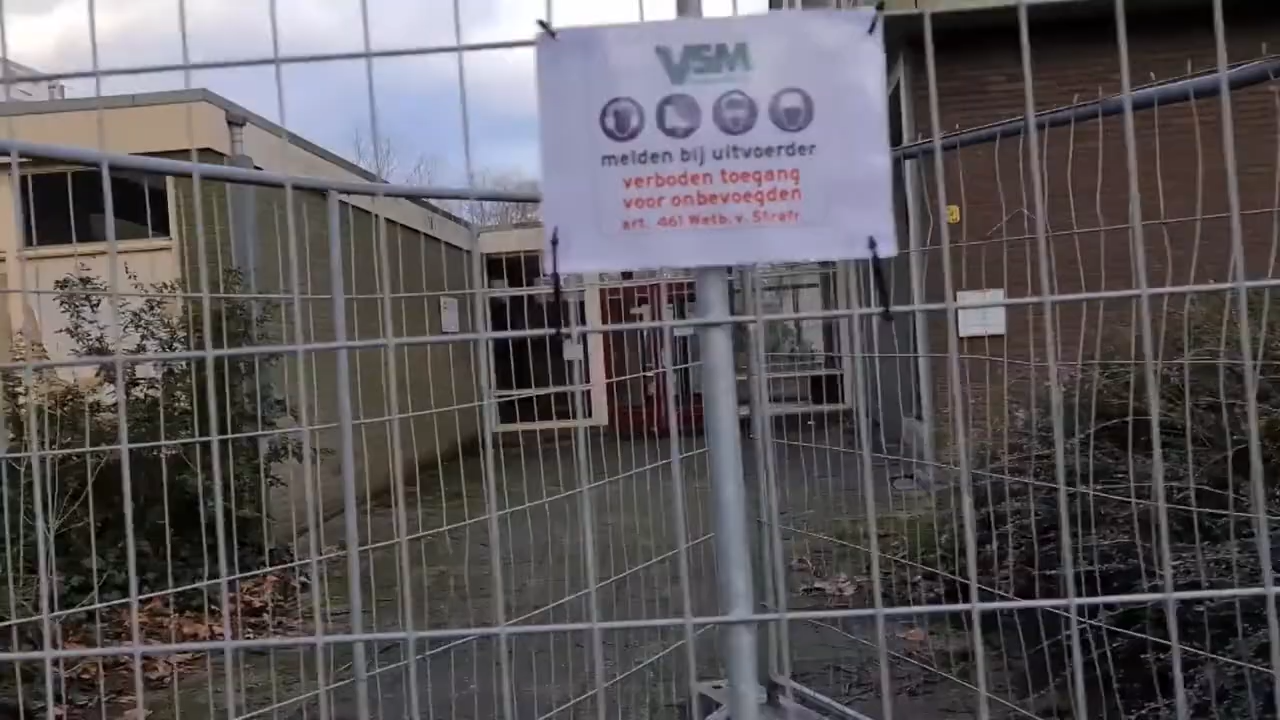 VSM
melden bij uitvoerder
verboden toegang
voor onbevoegden
art. 461 Wetb. v. Strafr